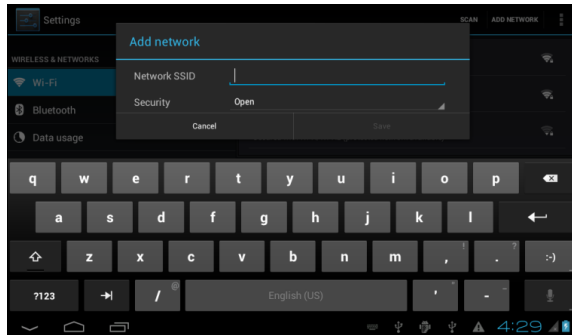 Settings
SCAN ADD NETWORK
Add network
WIRELESS & NETWORKS
Network SSID
Wi-Fi
Security Open
Bluetooth
Cancel Save
Data usage
q w e r t y u i o p
a s d f g h j k l
z x c v b n m , ! . ? :-)
?123 / @ English (US) ' " - _
4:29